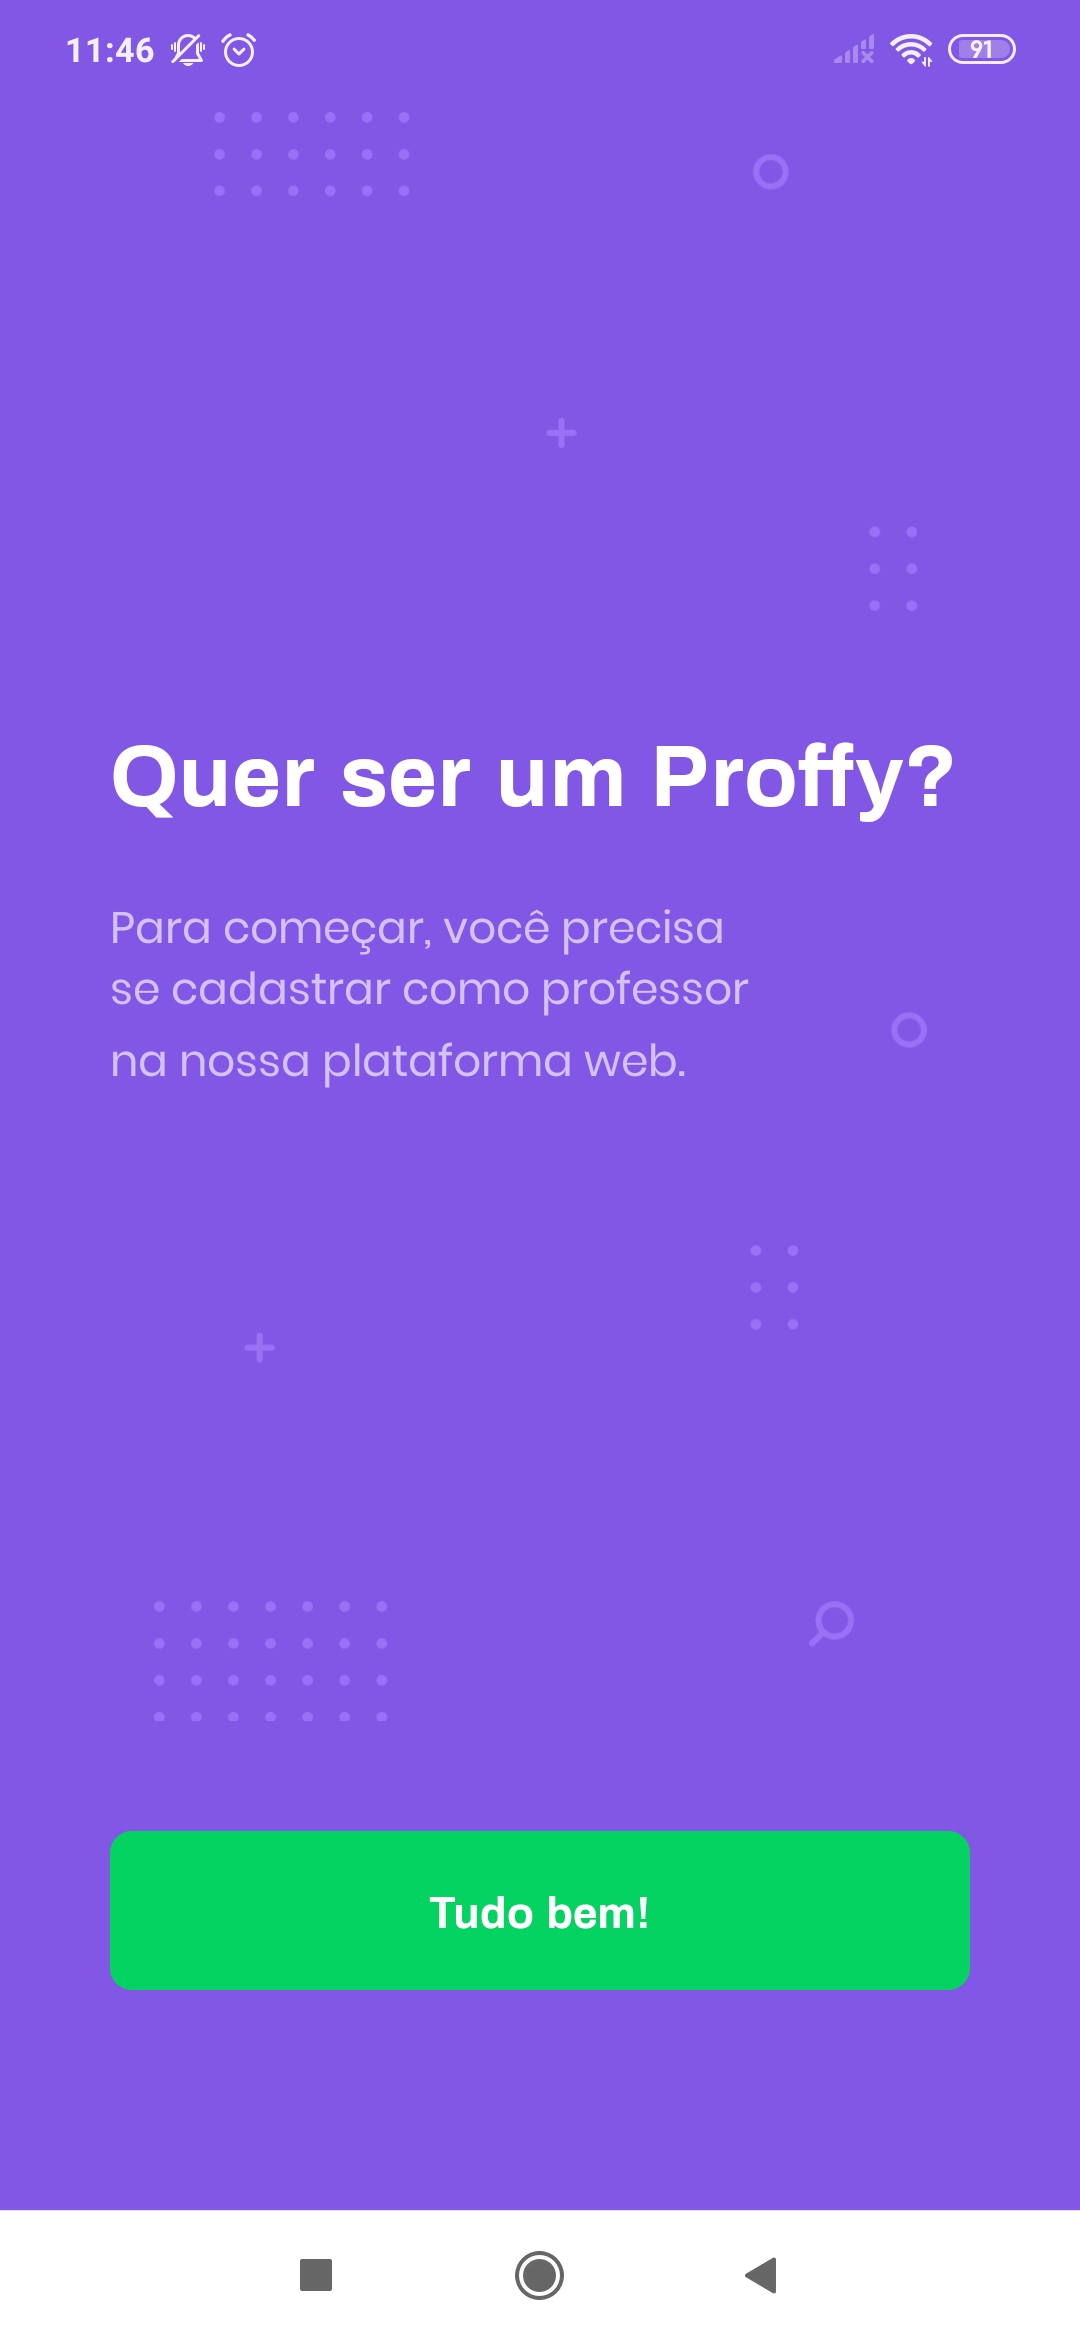 11:46
91
Quer ser um Proffy?
Para começar, você precisa
se cadastrar como professor
na nossa plataforma web.
Tudo bem!